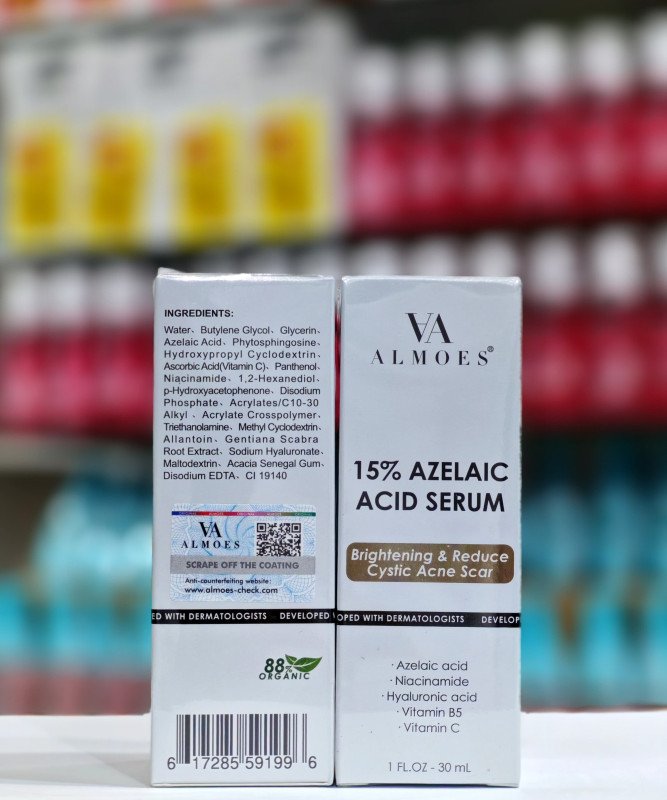 INGREDIENTS:
Water、Butylene Glycol、Glycerin、
Azelaic Acid、Phytosphingosine、
Hydroxypropyl Cyclodextrin、
Ascorbic Acid(Vitamin C)、Panthenol、
Niacinamide、1,2-Hexanediol、
p-Hydroxyacetophenone、Disodium
Phosphate、Acrylates/C10-30
Alkyl、Acrylate Crosspolymer、
Triethanolamine、Methyl Cyclodextrin、
Allantoin、Gentiana Scabra
Root Extract、Sodium Hyaluronate、
Maltodextrin、Acacia Senegal Gum、
Disodium EDTA、CI 19140
ALMOES
SCRAPE OFF THE COATING
Anti-counterfeiting website:
www.almoes-check.com
ED WITH DERMATOLOGISTS DEVELOPED W
88%
ORGANIC
6 17285 59199 6
ALMOES®
15% AZELAIC
ACID SERUM
Brightening & Reduce
Cystic Acne Scar
OPED WITH DERMATOLOGISTS DEVELO
· Azelaic acid
· Niacinamide
· Hyaluronic acid
· Vitamin B5
· Vitamin C
1 FL.OZ - 30 mL